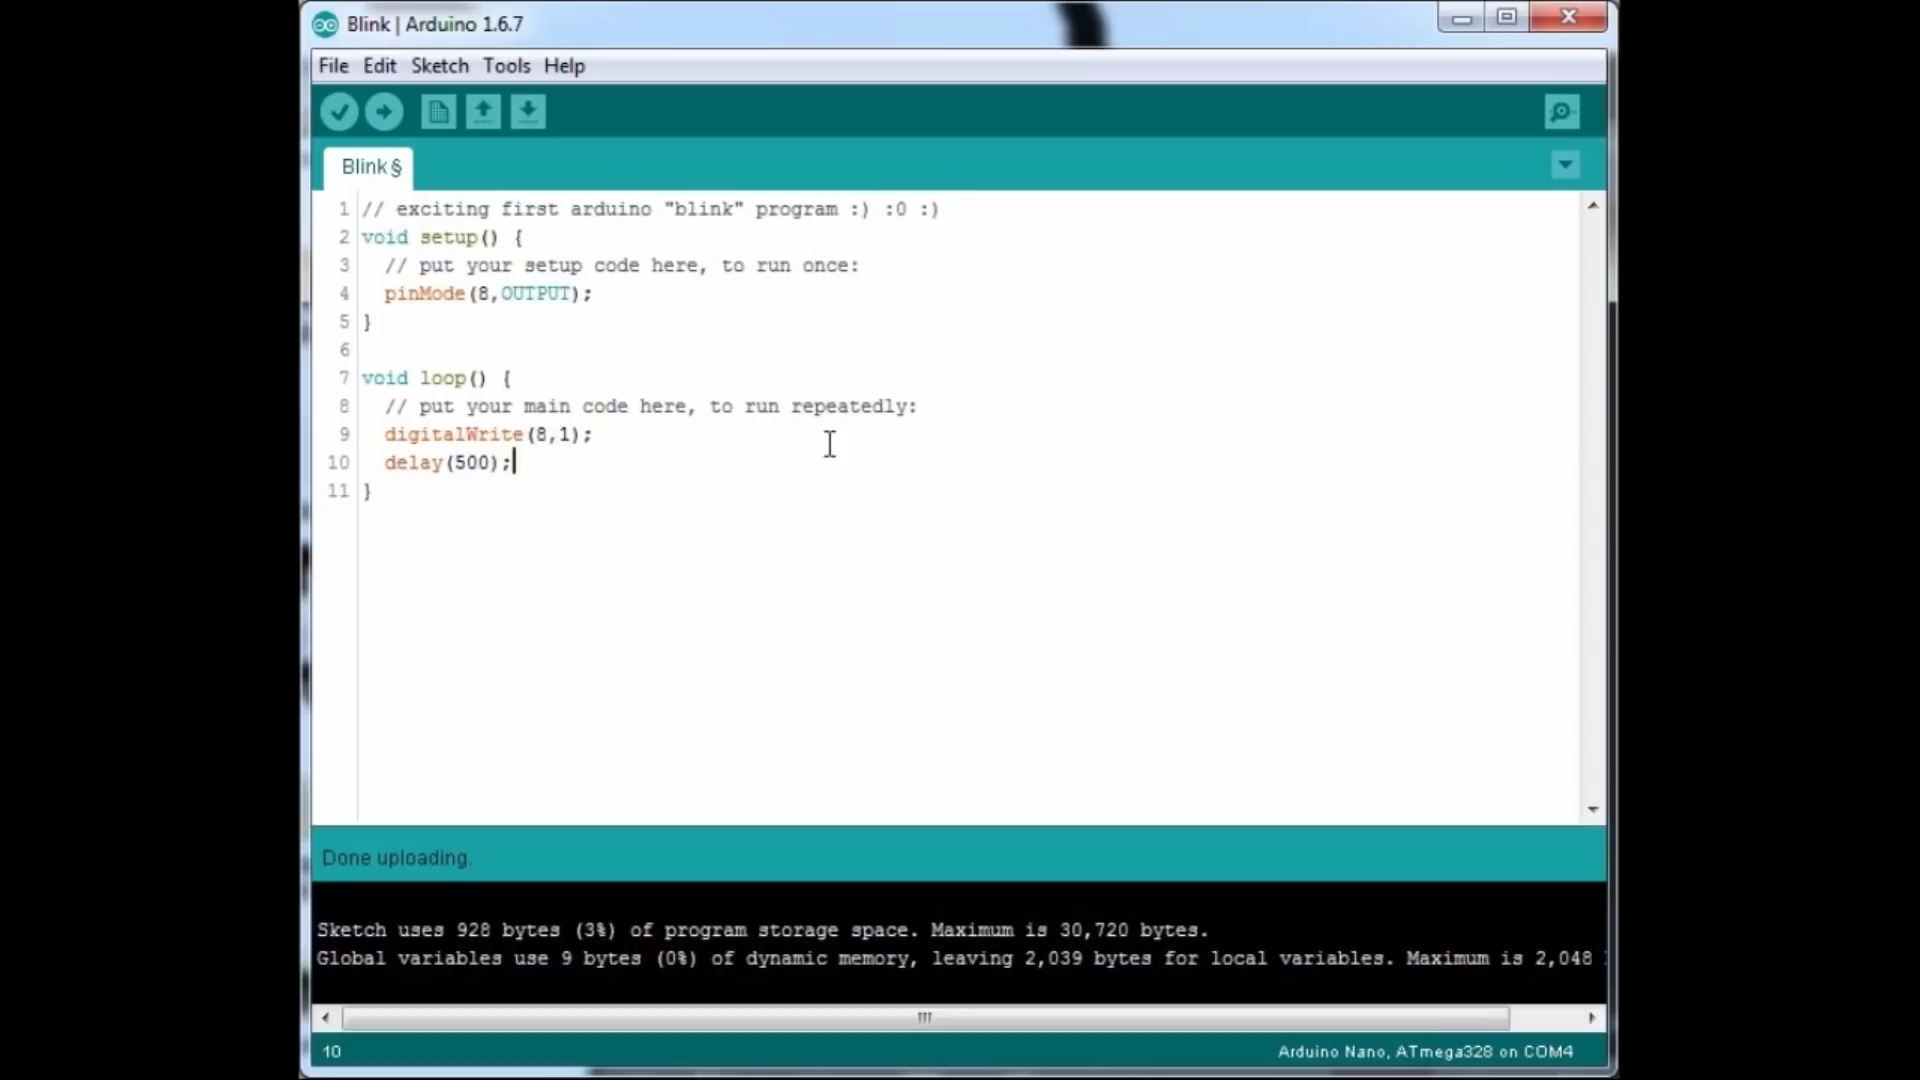 Blink | Arduino 1.6.7
File Edit Sketch Tools Help
Blink §
1 // exciting first arduino "blink" program :) :0 :)
2 void setup() {
3 // put your setup code here, to run once:
4 pinMode(8,OUTPUT);
5 }
6
7 void loop() {
8 // put your main code here, to run repeatedly:
9 digitalWrite(8,1);
10 delay(500);
11 }
Done uploading.
Sketch uses 928 bytes (3%) of program storage space. Maximum is 30,720 bytes.
Global variables use 9 bytes (0%) of dynamic memory, leaving 2,039 bytes for local variables. Maximum is 2,048
10 Arduino Nano, ATmega328 on COM4